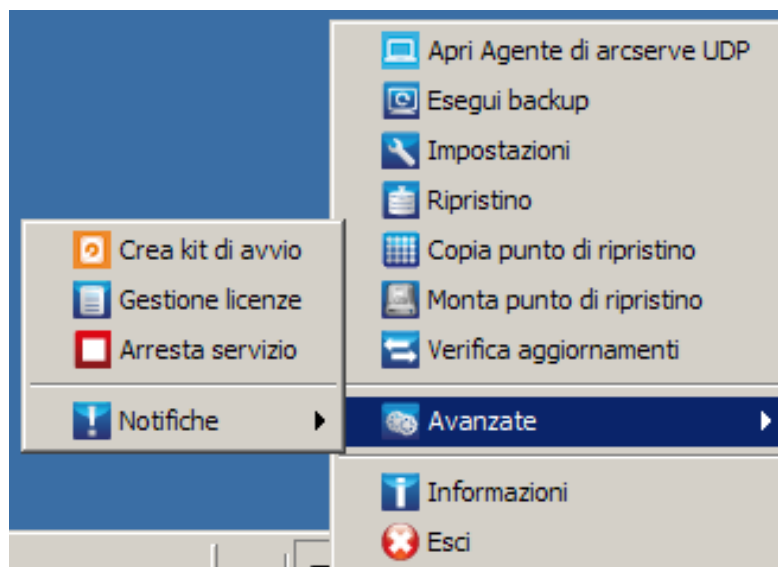 Apri Agente di arcserve UDP
Esegui backup
Impostazioni
Ripristino
Copia punto di ripristino
Monta punto di ripristino
Verifica aggiornamenti
Avanzate
Informazioni
Esci
Crea kit di avvio
Gestione licenze
Arresta servizio
Notifiche